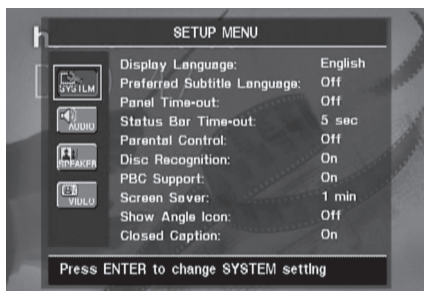 h
SETUP MENU
SYSTEM
AUDIO
SPEAKER
VIDEO
Display Language: English
Preferred Subtitle Language: Off
Panel Time-out: Off
Status Bar Time-out: 5 sec
Parental Control: Off
Disc Recognition: On
PBC Support: On
Screen Saver: 1 min
Show Angle Icon: Off
Closed Caption: On
Press ENTER to change SYSTEM setting